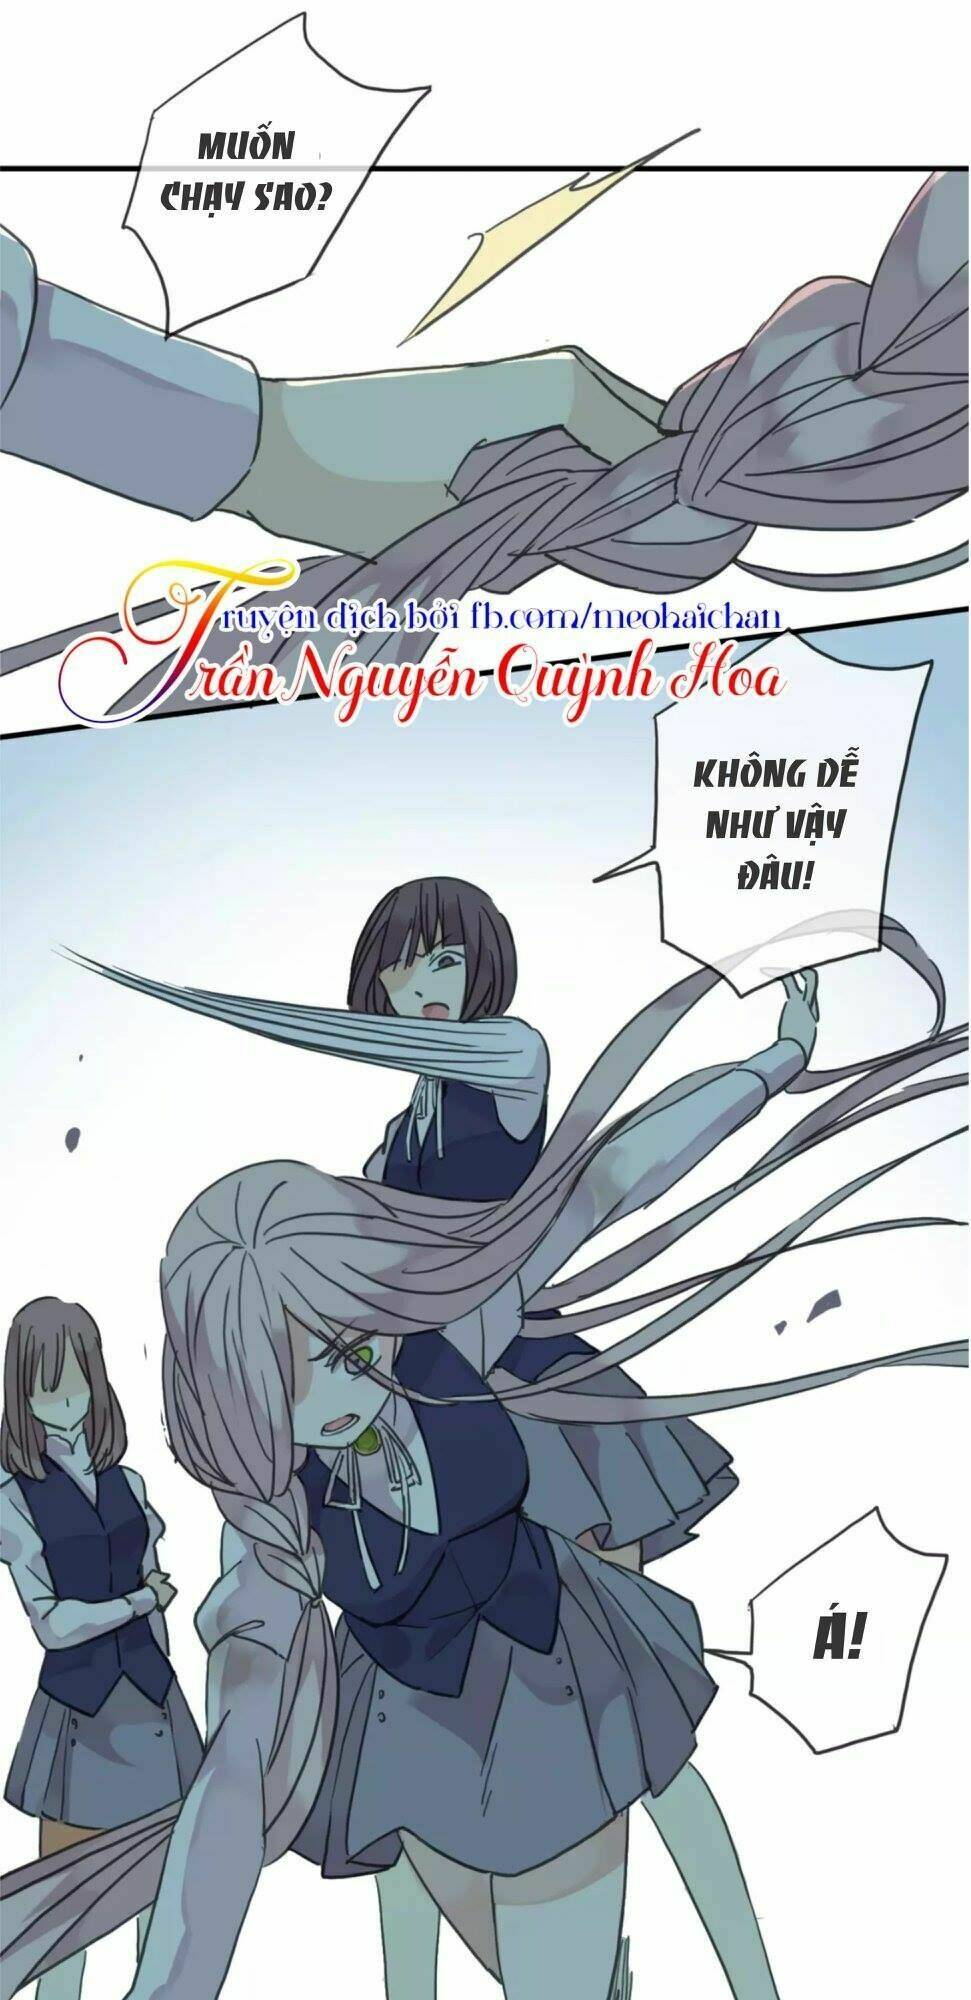 MUỐN
CHẠY SAO?
Truyện dịch bởi fb.com/meohaichan
Trần Nguyễn Quỳnh Hoa
KHÔNG DỄ
NHƯ VẬY
ĐÂU!
Á!